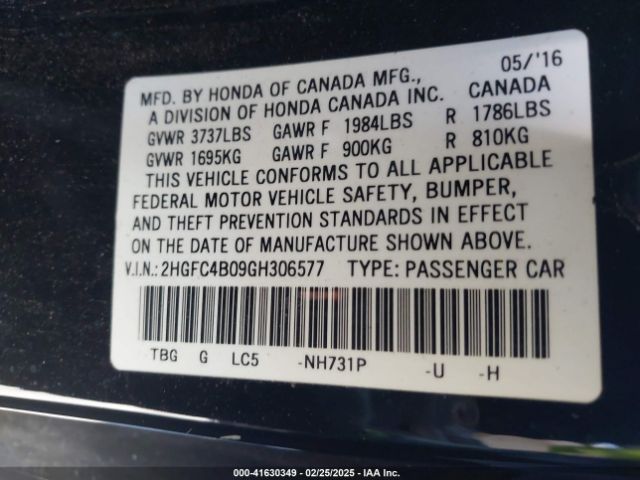 05/'16
MFD. BY HONDA OF CANADA MFG., CANADA
A DIVISION OF HONDA CANADA INC.
GVWR 3737LBS GAWR F 1984LBS R 1786LBS
GVWR 1695KG GAWR F 900KG R 810KG
THIS VEHICLE CONFORMS TO ALL APPLICABLE
FEDERAL MOTOR VEHICLE SAFETY, BUMPER,
AND THEFT PREVENTION STANDARDS IN EFFECT
ON THE DATE OF MANUFACTURE SHOWN ABOVE.
V.I.N.: 2HGFC4B09GH306577 TYPE: PASSENGER CAR
TBG G LC5 -NH731P -U -H
000-41630349 - 02/25/2025 - IAA Inc.